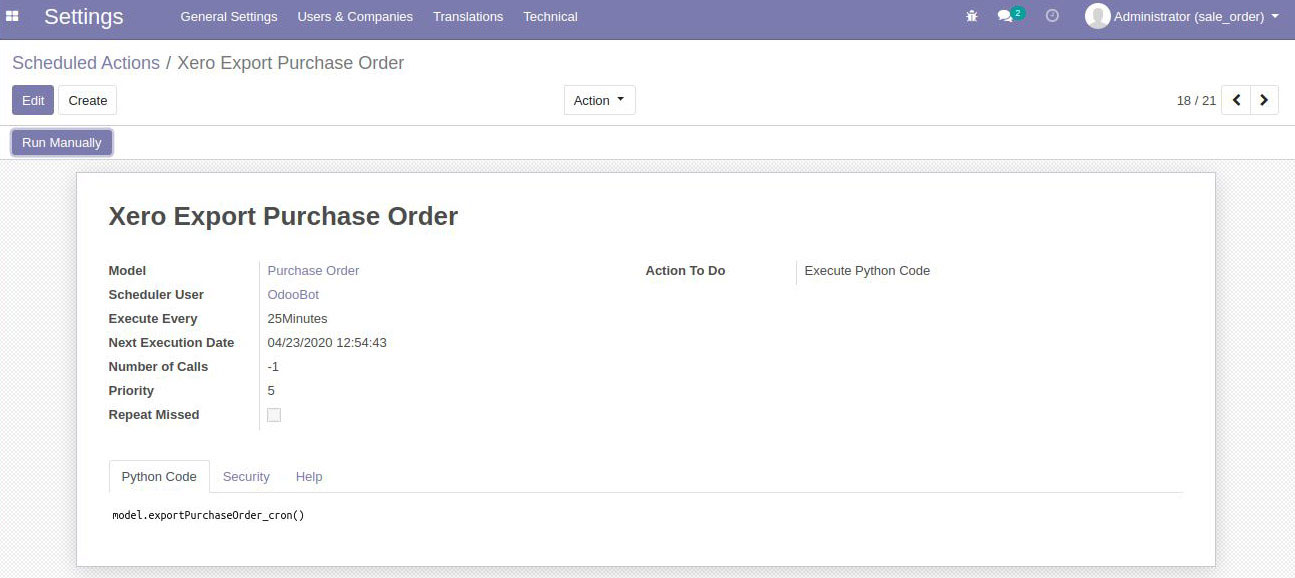 Settings General Settings Users & Companies Translations Technical 2 Administrator (sale_order)
Scheduled Actions / Xero Export Purchase Order
Edit Create Action 18 / 21
Run Manually
Xero Export Purchase Order
Model Purchase Order Action To Do Execute Python Code
Scheduler User OdooBot
Execute Every 25Minutes
Next Execution Date 04/23/2020 12:54:43
Number of Calls -1
Priority 5
Repeat Missed
Python Code Security Help
model.exportPurchaseOrder_cron()